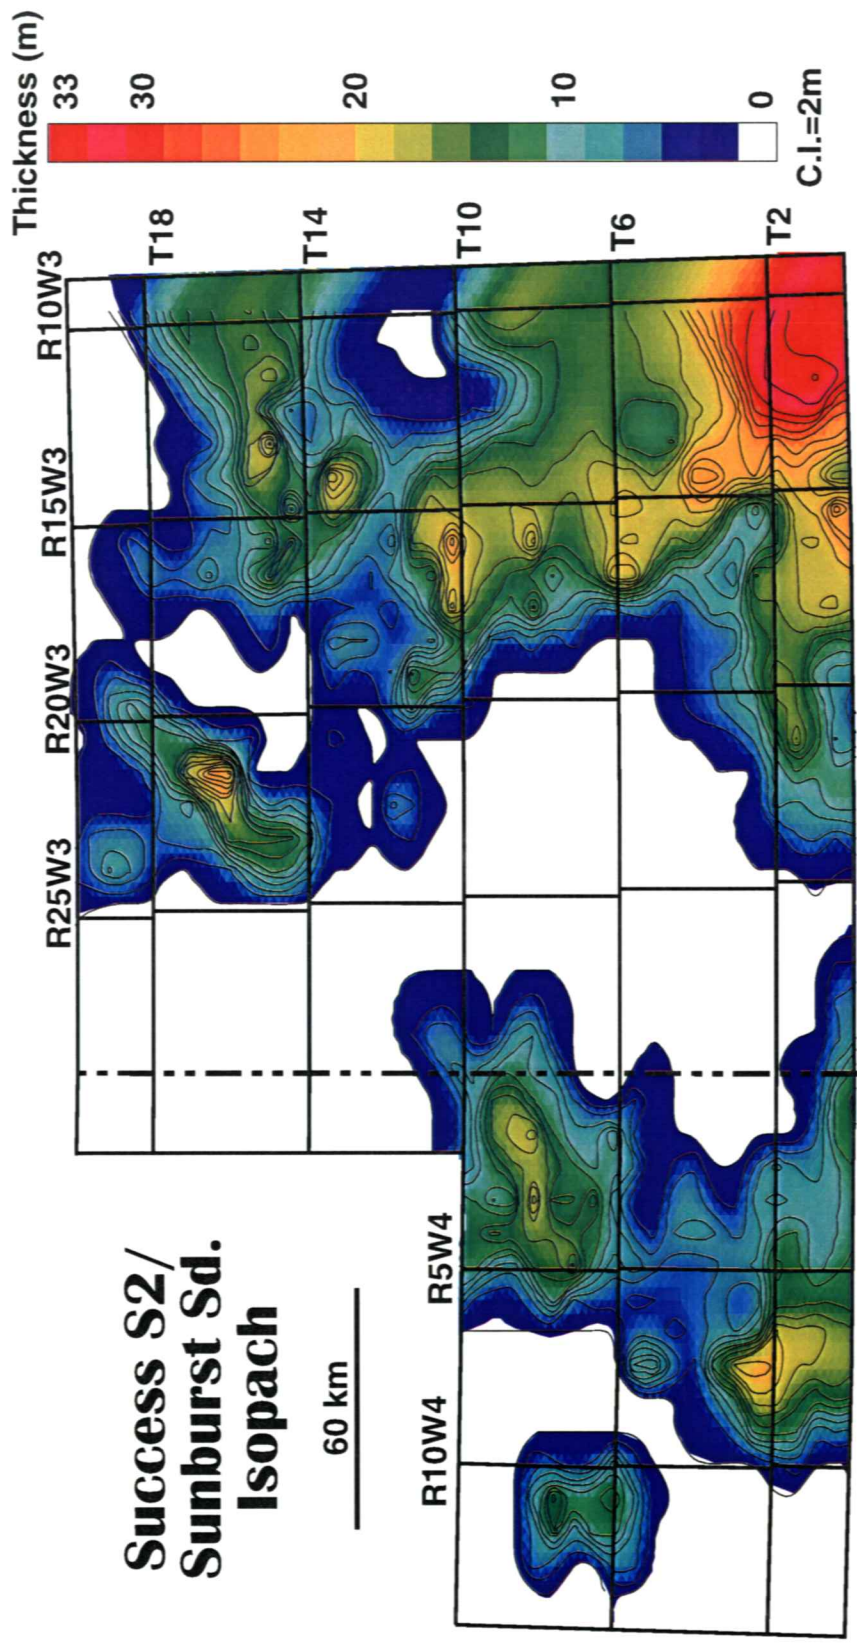 Success S2/
Sunburst Sd.
Isopach
60 km
R10W4
R5W4
R25W3
R20W3
R15W3
R10W3
T18
T14
T10
T6
T2
Thickness (m)
33
30
20
10
0
C.I.=2m